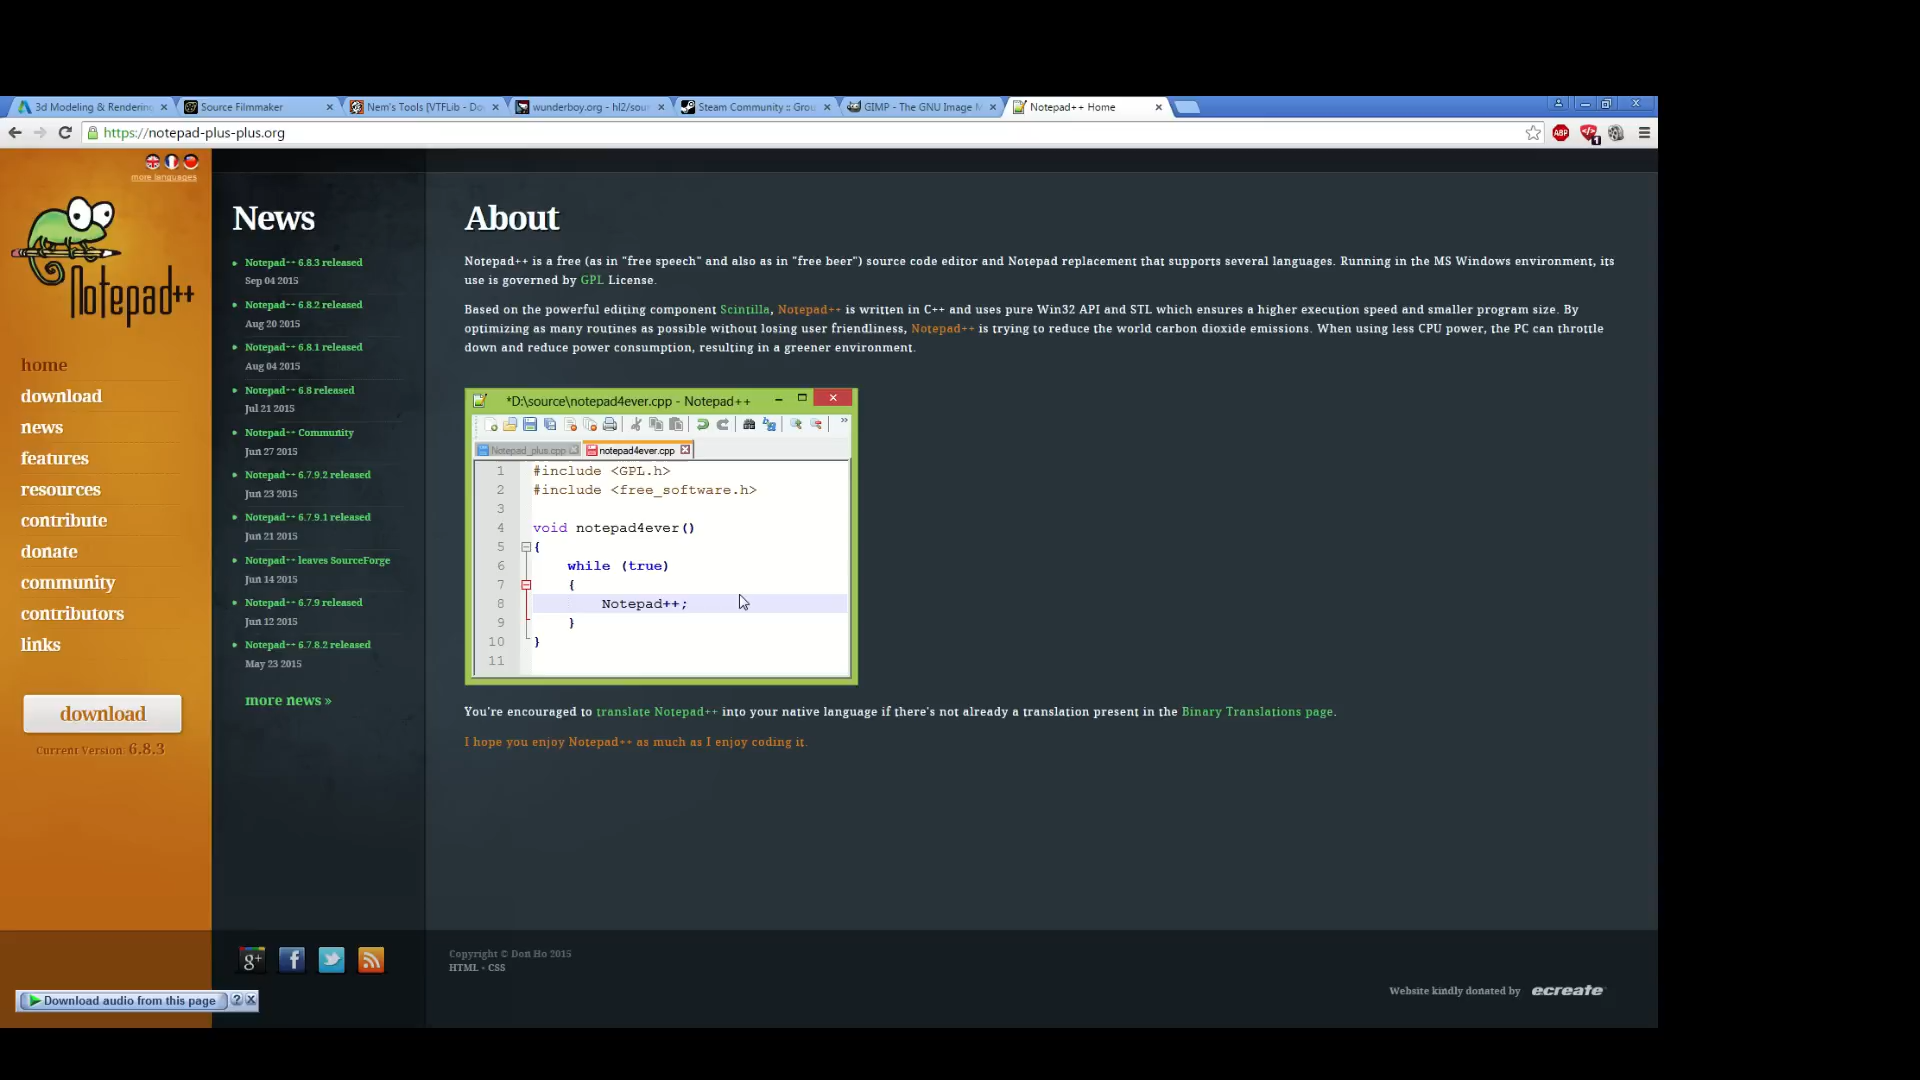 3d Modeling & Rendering
Source Filmmaker
Nem's Tools [VTFLib - Do
wunderboy.org - hl2/sou
Steam Community :: Grou
GIMP - The GNU Image M
Notepad++ Home
https://notepad-plus-plus.org
ABP
1
more languages
Notepad++
home
download
news
features
resources
contribute
donate
community
contributors
links
download
Current Version 6.8.3
News
Notepad++ 6.8.3 released
Sep 04 2015
Notepad++ 6.8.2 released
Aug 20 2015
Notepad++ 6.8.1 released
Aug 04 2015
Notepad++ 6.8 released
Jul 21 2015
Notepad++ Community
Jun 27 2015
Notepad++ 6.7.9.2 released
Jun 23 2015
Notepad++ 6.7.9.1 released
Jun 21 2015
Notepad++ leaves SourceForge
Jun 14 2015
Notepad++ 6.7.9 released
Jun 12 2015
Notepad++ 6.7.8.2 released
May 23 2015
more news »
About
Notepad++ is a free (as in "free speech" and also as in "free beer") source code editor and Notepad replacement that supports several languages. Running in the MS Windows environment, its
use is governed by GPL License.
Based on the powerful editing component Scintilla, Notepad++ is written in C++ and uses pure Win32 API and STL which ensures a higher execution speed and smaller program size. By
optimizing as many routines as possible without losing user friendliness, Notepad++ is trying to reduce the world carbon dioxide emissions. When using less CPU power, the PC can throttle
down and reduce power consumption, resulting in a greener environment.
*D:\source\notepad4ever.cpp - Notepad++
Notepad_plus.cpp
notepad4ever.cpp
1 #include <GPL.h>
2 #include <free_software.h>
3
4 void notepad4ever()
5 {
6 while (true)
7 {
8 Notepad++;
9 }
10 }
11
You're encouraged to translate Notepad++ into your native language if there's not already a translation present in the Binary Translations page.
I hope you enjoy Notepad++ as much as I enjoy coding it.
g+
f
Copyright © Don Ho 2015
HTML - CSS
Website kindly donated by ecreate
Download audio from this page
?